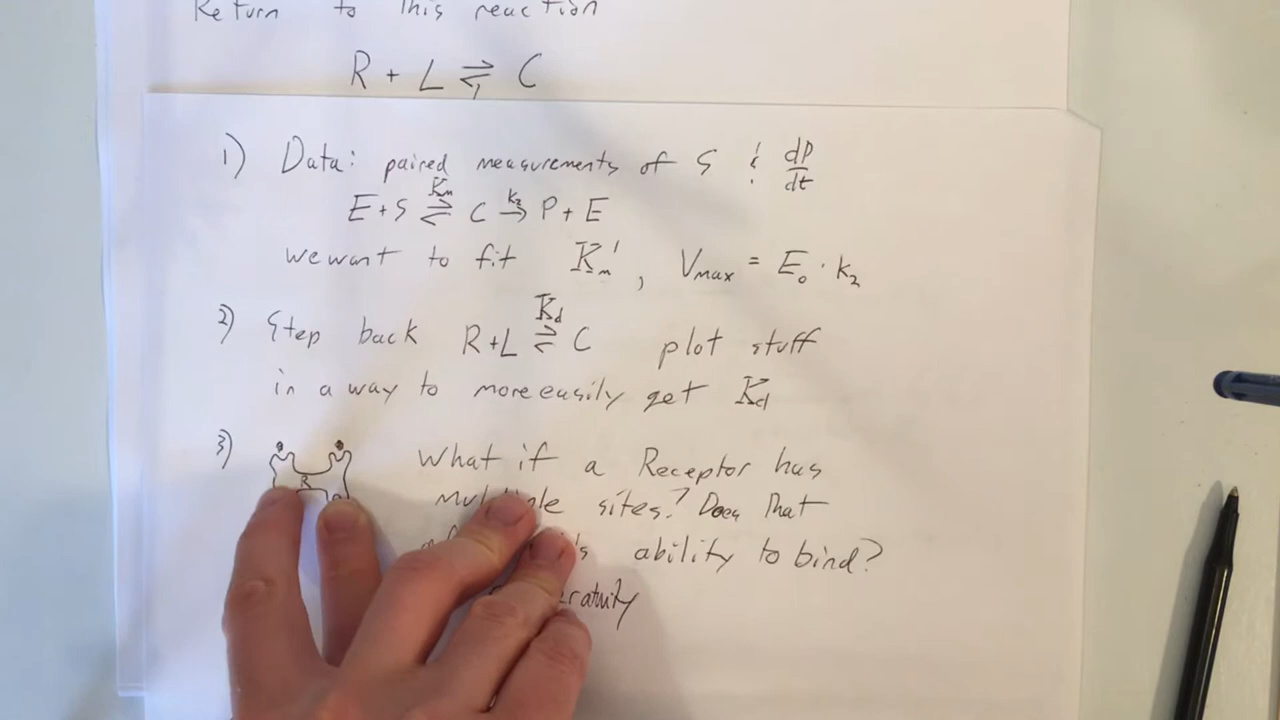 Return to this reaction
R + L ⇌ C
1) Data: paired measurements of S & dP/dt
E+S ⇌ C → P+E
Km k2
we want to fit Km', Vmax = E0 · k2
2) Step back R+L ⇌ C plot stuff
Kd
in a way to more easily get Kd
3) What if a Receptor has
R
sites? Does that
ability to bind?